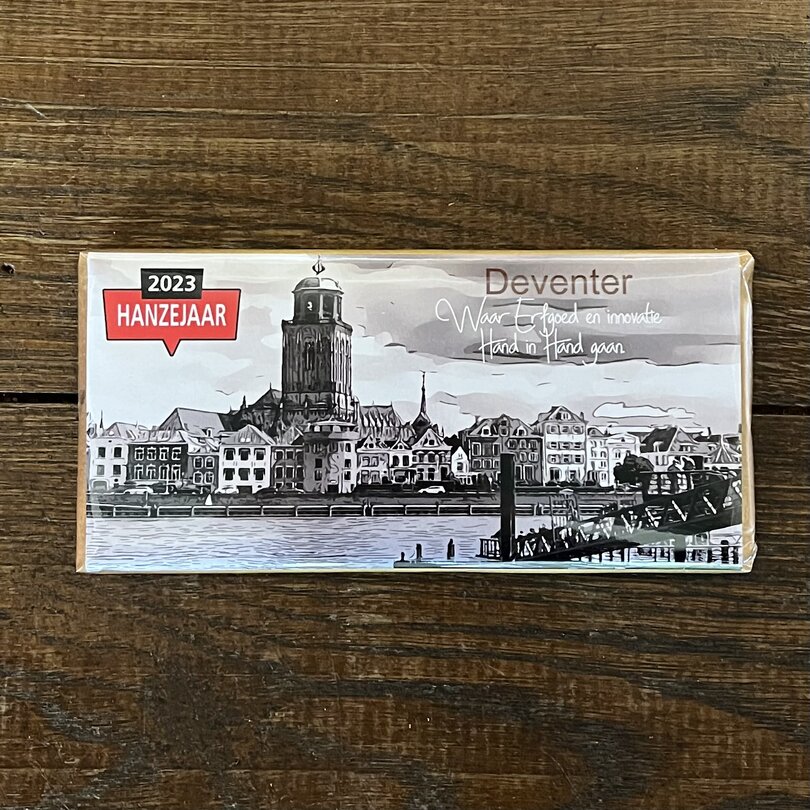 2023
HANZEJAAR
Deventer
Waar Erfgoed en innovatie
Hand in Hand gaan.